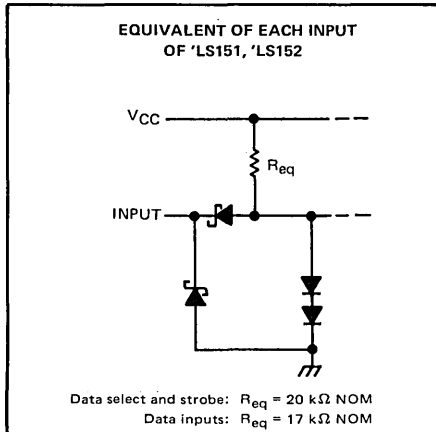 EQUIVALENT OF EACH INPUT
OF 'LS151, 'LS152
VCC
Req
INPUT
Data select and strobe: Req = 20 kΩ NOM
Data inputs: Req = 17 kΩ NOM